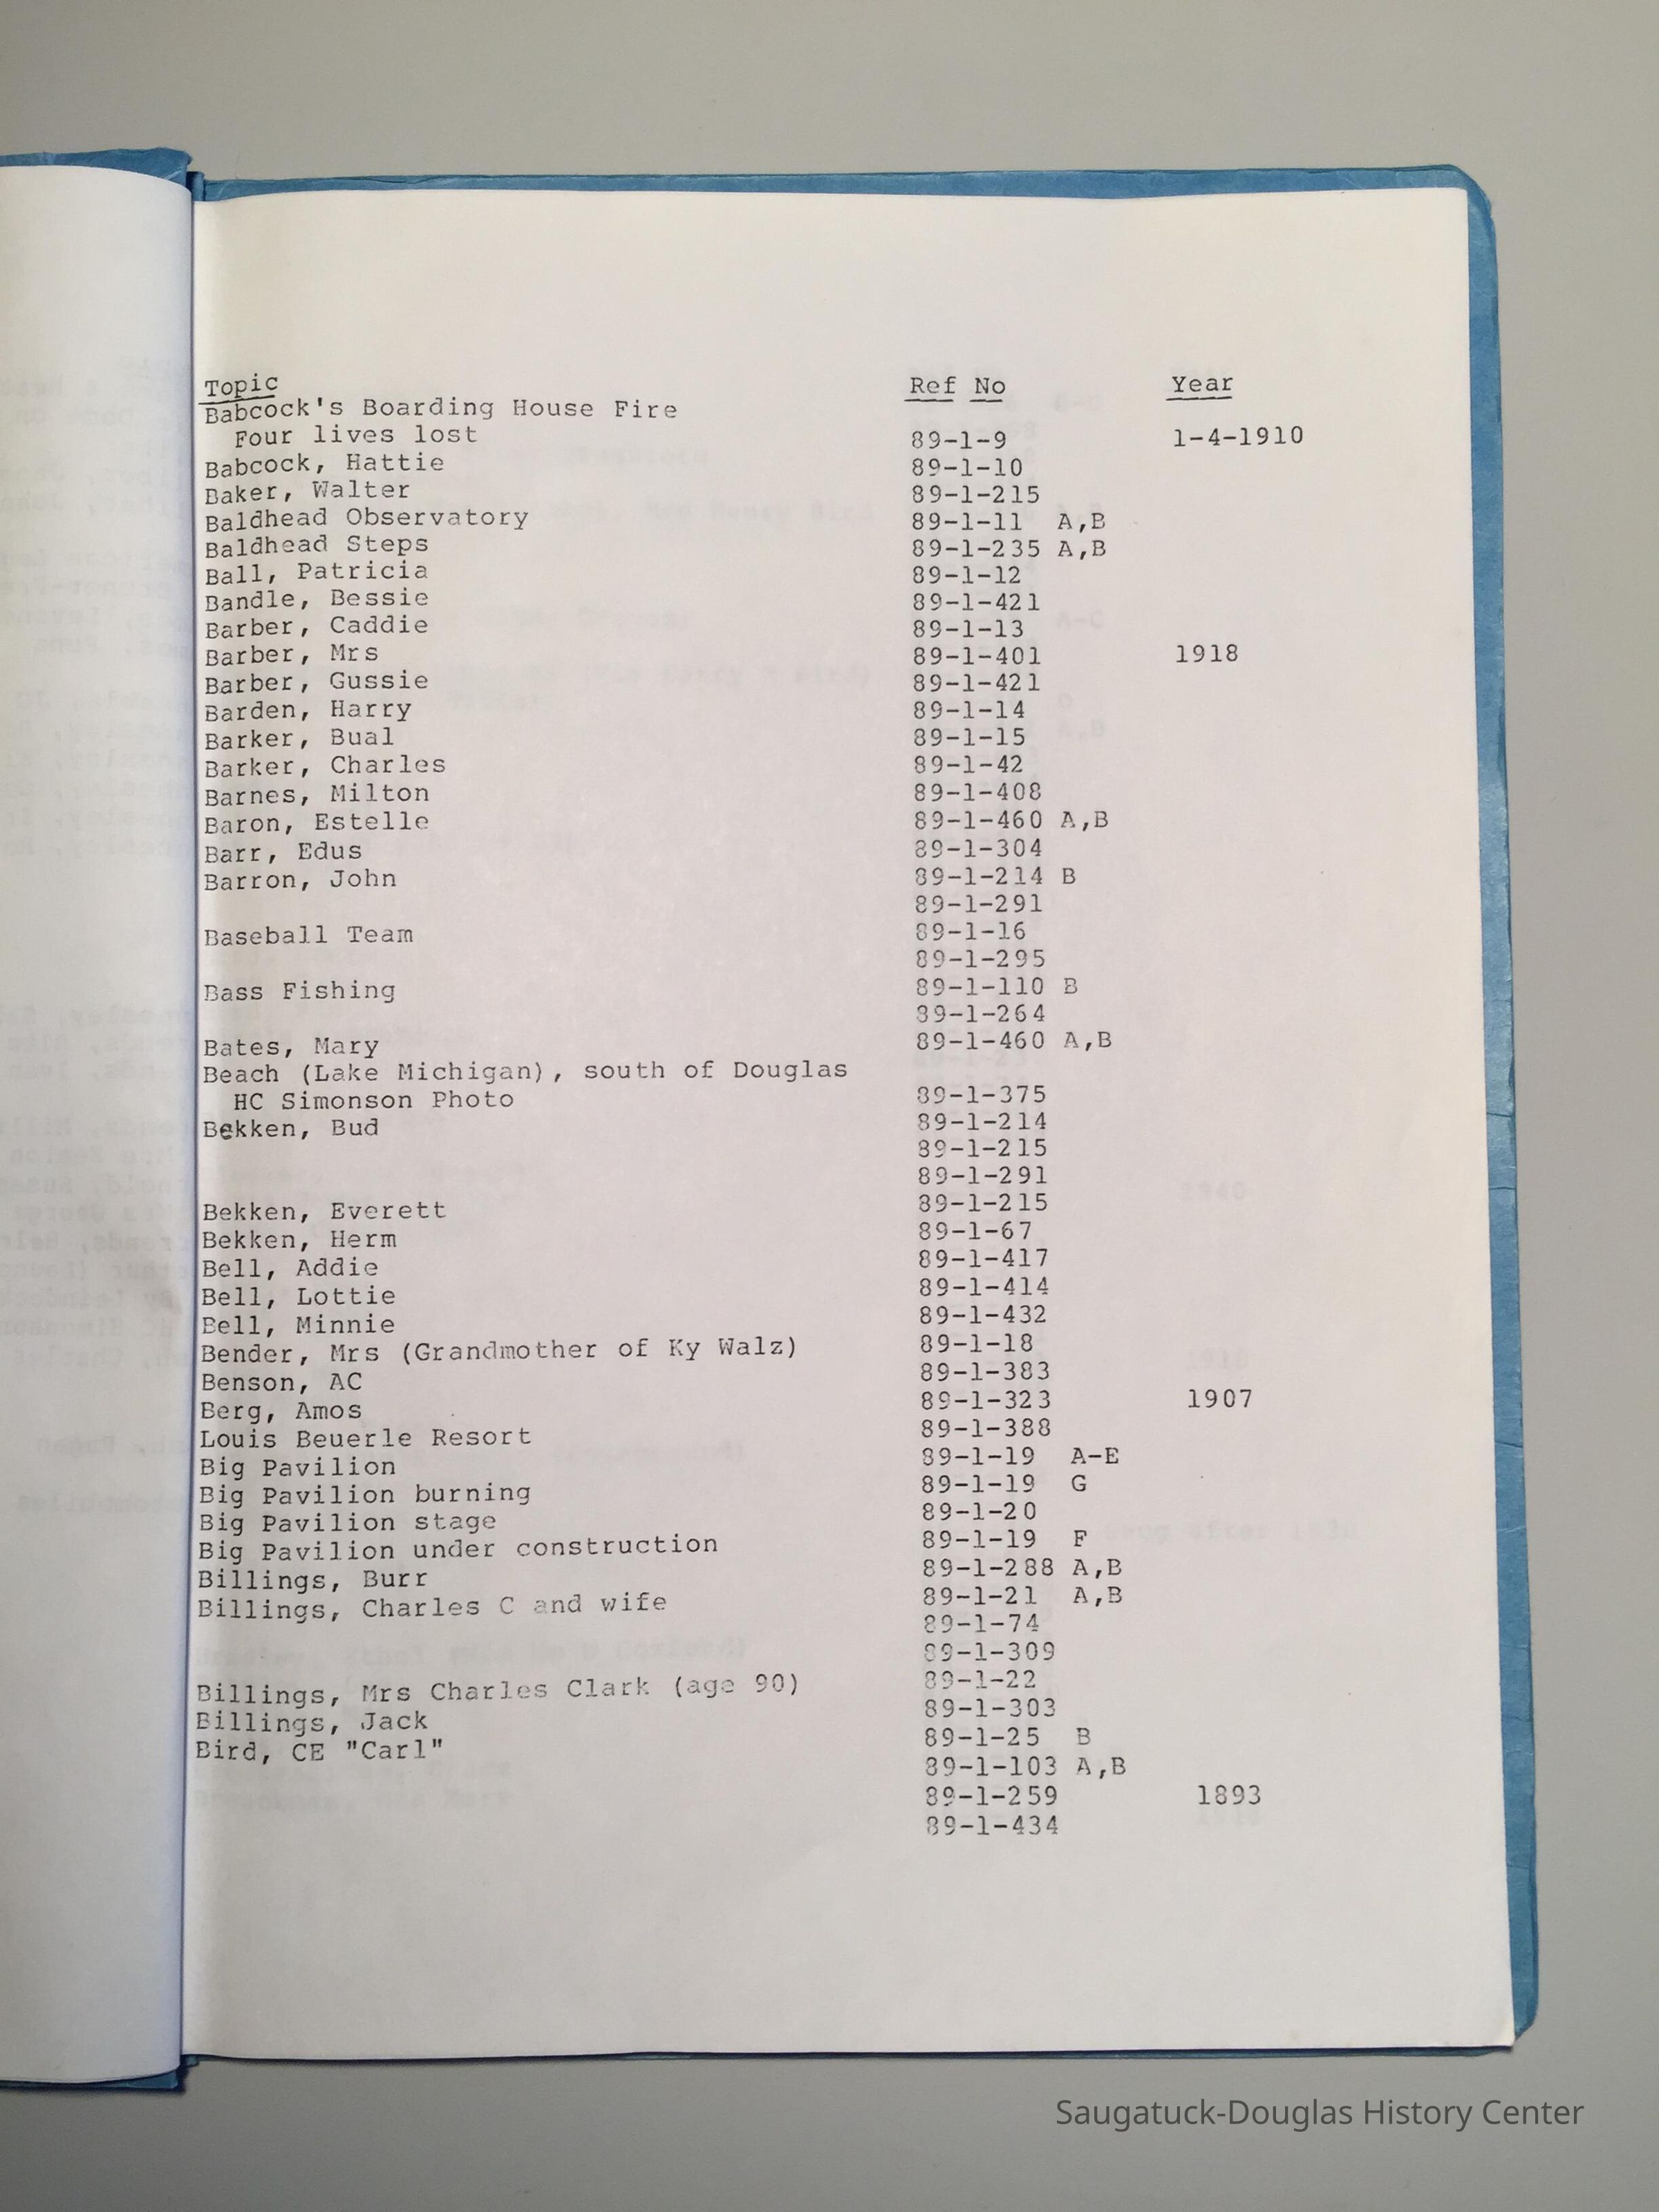 Topic Ref No Year
Babcock's Boarding House Fire
Four lives lost 89-1-9 1-4-1910
Babcock, Hattie 89-1-10
Baker, Walter 89-1-215
Baldhead Observatory 89-1-11 A,B
Baldhead Steps 89-1-235 A,B
Ball, Patricia 89-1-12
Bandle, Bessie 89-1-421
Barber, Caddie 89-1-13
Barber, Mrs 89-1-401 1918
Barber, Gussie 89-1-421
Barden, Harry 89-1-14
Barker, Bual 89-1-15
Barker, Charles 89-1-42
Barnes, Milton 89-1-408
Baron, Estelle 89-1-460 A,B
Barr, Edus 89-1-304
Barron, John 89-1-214 B
89-1-291
Baseball Team 89-1-16
89-1-295
Bass Fishing 89-1-110 B
89-1-264
Bates, Mary 89-1-460 A,B
Beach (Lake Michigan), south of Douglas
HC Simonson Photo 89-1-375
Bekken, Bud 89-1-214
89-1-215
89-1-291
Bekken, Everett 89-1-215
Bekken, Herm 89-1-67
Bell, Addie 89-1-417
Bell, Lottie 89-1-414
Bell, Minnie 89-1-432
Bender, Mrs (Grandmother of Ky Walz) 89-1-18
Benson, AC 89-1-383
Berg, Amos 89-1-323 1907
Louis Beuerle Resort 89-1-388
Big Pavilion 89-1-19 A-E
Big Pavilion burning 89-1-19 G
Big Pavilion stage 89-1-20
Big Pavilion under construction 89-1-19 F
Billings, Burr 89-1-288 A,B
Billings, Charles C and wife 89-1-21 A,B
89-1-74
89-1-309
Billings, Mrs Charles Clark (age 90) 89-1-22
Billings, Jack 89-1-303
Bird, CE "Carl" 89-1-25 B
89-1-103 A,B
89-1-259 1893
89-1-434
Saugatuck-Douglas History Center